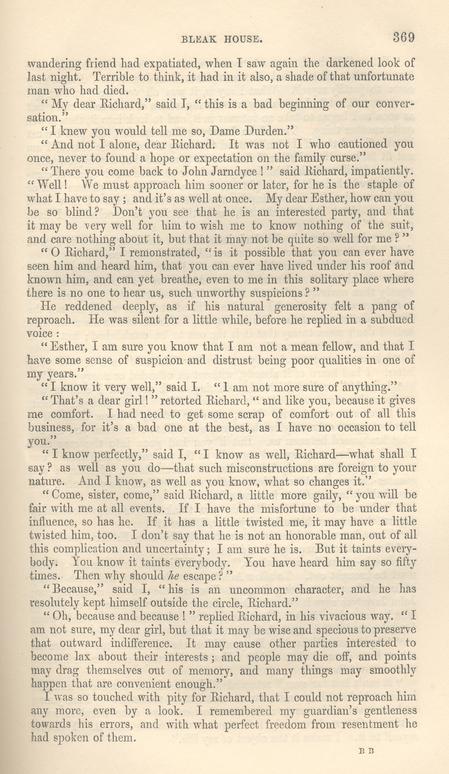 BLEAK HOUSE. 369
wandering friend had expatiated, when I saw again the darkened look of
last night. Terrible to think, it had in it also, a shade of that unfortunate
man who had died.
“ My dear Richard,” said I, “ this is a bad beginning of our conver-
sation.”
“ I knew you would tell me so, Dame Durden.”
“ And not I alone, dear Richard. It was not I who cautioned you
once, never to found a hope or expectation on the family curse.”
“ There you come back to John Jarndyce ! ” said Richard, impatiently.
“ Well ! We must approach him sooner or later, for he is the staple of
what I have to say ; and it's as well at once. My dear Esther, how can you
be so blind ? Don't you see that he is an interested party, and that
it may be very well for him to wish me to know nothing of the suit,
and care nothing about it, but that it may not be quite so well for me ? ”
“ O Richard,” I remonstrated, “ is it possible that you can ever have
seen him and heard him, that you can ever have lived under his roof and
known him, and can yet breathe, even to me in this solitary place where
there is no one to hear us, such unworthy suspicions ? ”
He reddened deeply, as if his natural generosity felt a pang of
reproach. He was silent for a little while, before he replied in a subdued
voice :
“ Esther, I am sure you know that I am not a mean fellow, and that I
have some sense of suspicion and distrust being poor qualities in one of
my years.”
“ I know it very well,” said I. “ I am not more sure of anything.”
“ That's a dear girl ! ” retorted Richard, “ and like you, because it gives
me comfort. I had need to get some scrap of comfort out of all this
business, for it's a bad one at the best, as I have no occasion to tell
you.”
“ I know perfectly,” said I, “ I know as well, Richard—what shall I
say ? as well as you do—that such misconstructions are foreign to your
nature. And I know, as well as you know, what so changes it.”
“ Come, sister, come,” said Richard, a little more gaily, “ you will be
fair with me at all events. If I have the misfortune to be under that
influence, so has he. If it has a little twisted me, it may have a little
twisted him, too. I don't say that he is not an honorable man, out of all
this complication and uncertainty ; I am sure he is. But it taints every-
body. You know it taints everybody. You have heard him say so fifty
times. Then why should he escape ? ”
“ Because,” said I, “ his is an uncommon character, and he has
resolutely kept himself outside the circle, Richard.”
“ Oh, because and because ! ” replied Richard, in his vivacious way. “ I
am not sure, my dear girl, but that it may be wise and specious to preserve
that outward indifference. It may cause other parties interested to
become lax about their interests ; and people may die off, and points
may drag themselves out of memory, and many things may smoothly
happen that are convenient enough.”
I was so touched with pity for Richard, that I could not reproach him
any more, even by a look. I remembered my guardian's gentleness
towards his errors, and with what perfect freedom from resentment he
had spoken of them.
B B